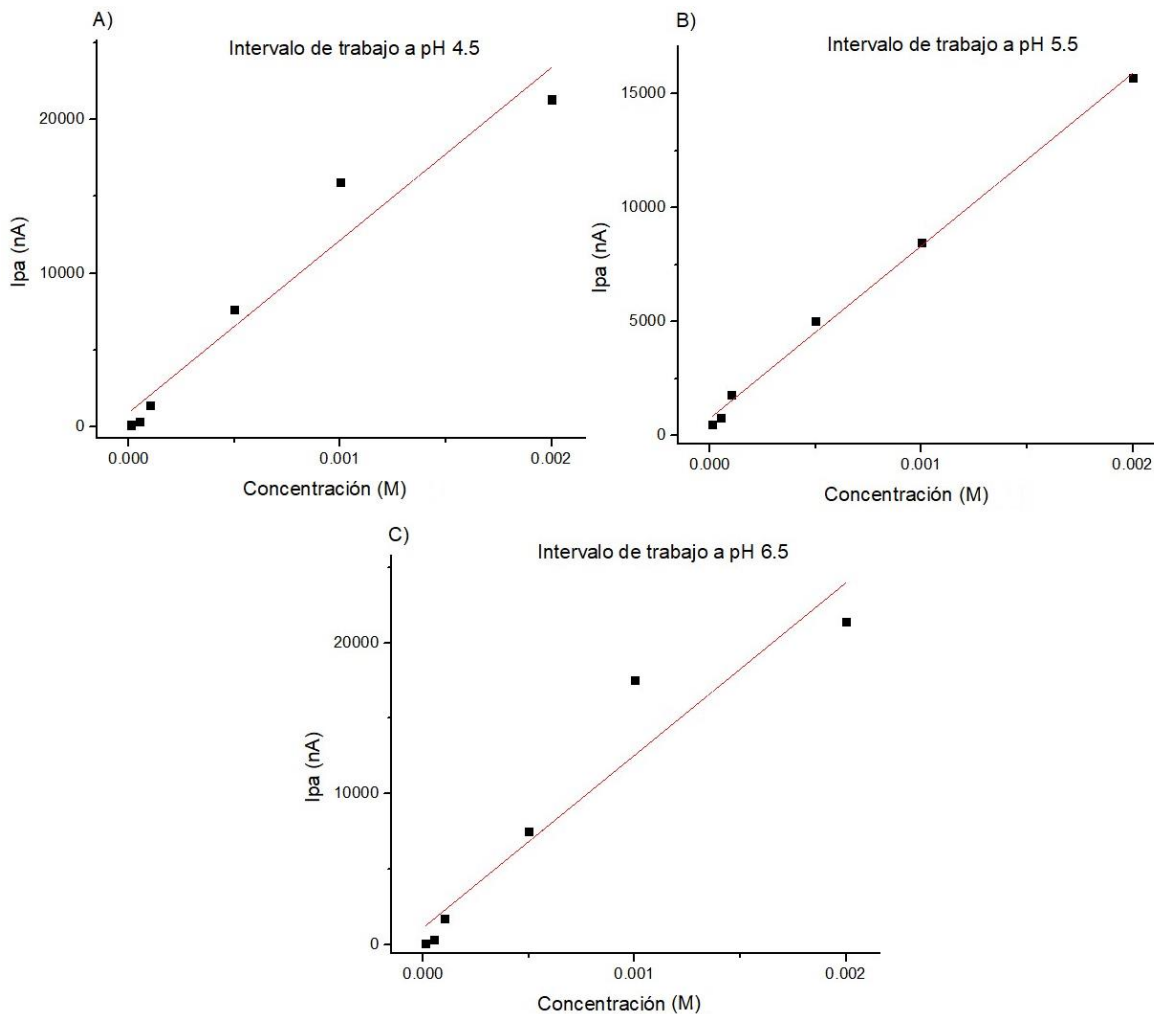 A)
Intervalo de trabajo a pH 4.5
20000
10000
0
Ipa (nA)
0.000
0.001
0.002
Concentración (M)
B)
Intervalo de trabajo a pH 5.5
15000
10000
5000
0
Ipa (nA)
0.000
0.001
0.002
Concentración (M)
C)
Intervalo de trabajo a pH 6.5
20000
10000
0
Ipa (nA)
0.000
0.001
0.002
Concentración (M)